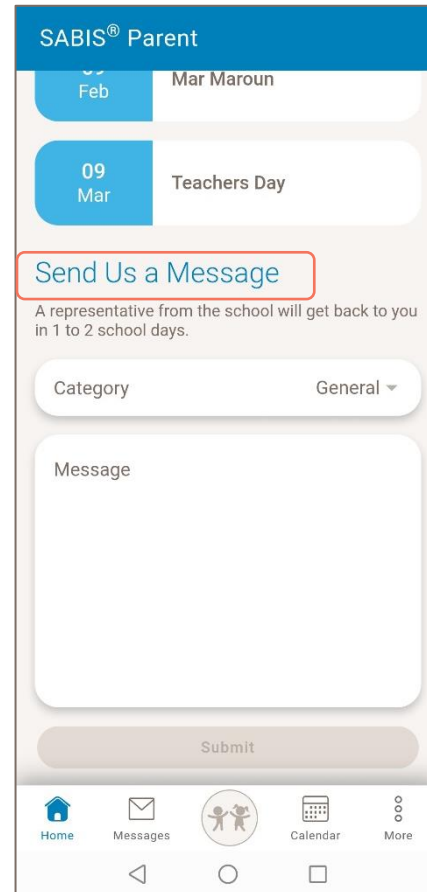 SABIS® Parent
Feb
Mar Maroun
09
Mar
Teachers Day
Send Us a Message
A representative from the school will get back to you
in 1 to 2 school days.
Category
General
Message
Submit
Home
Messages
Calendar
More